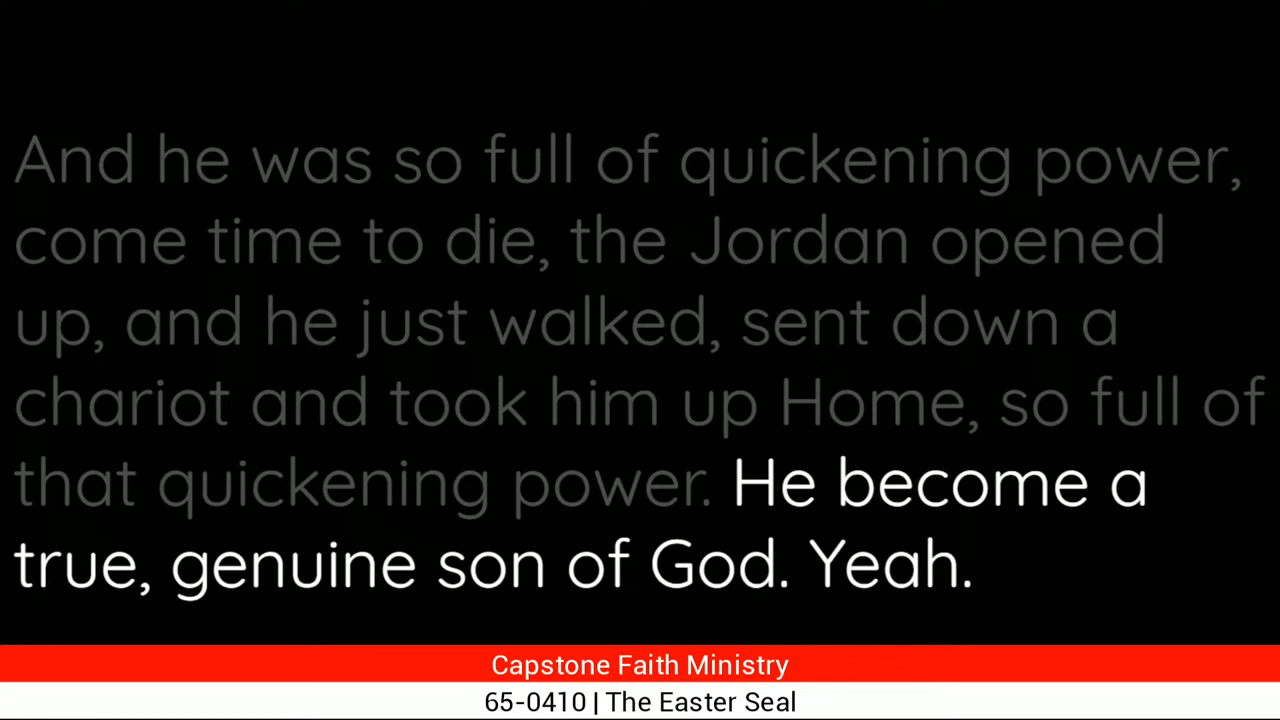 And he was so full of quickening power,
come time to die, the Jordan opened
up, and he just walked, sent down a
chariot and took him up Home, so full of
that quickening power. He become a
true, genuine son of God. Yeah.
Capstone Faith Ministry
65-0410 | The Easter Seal